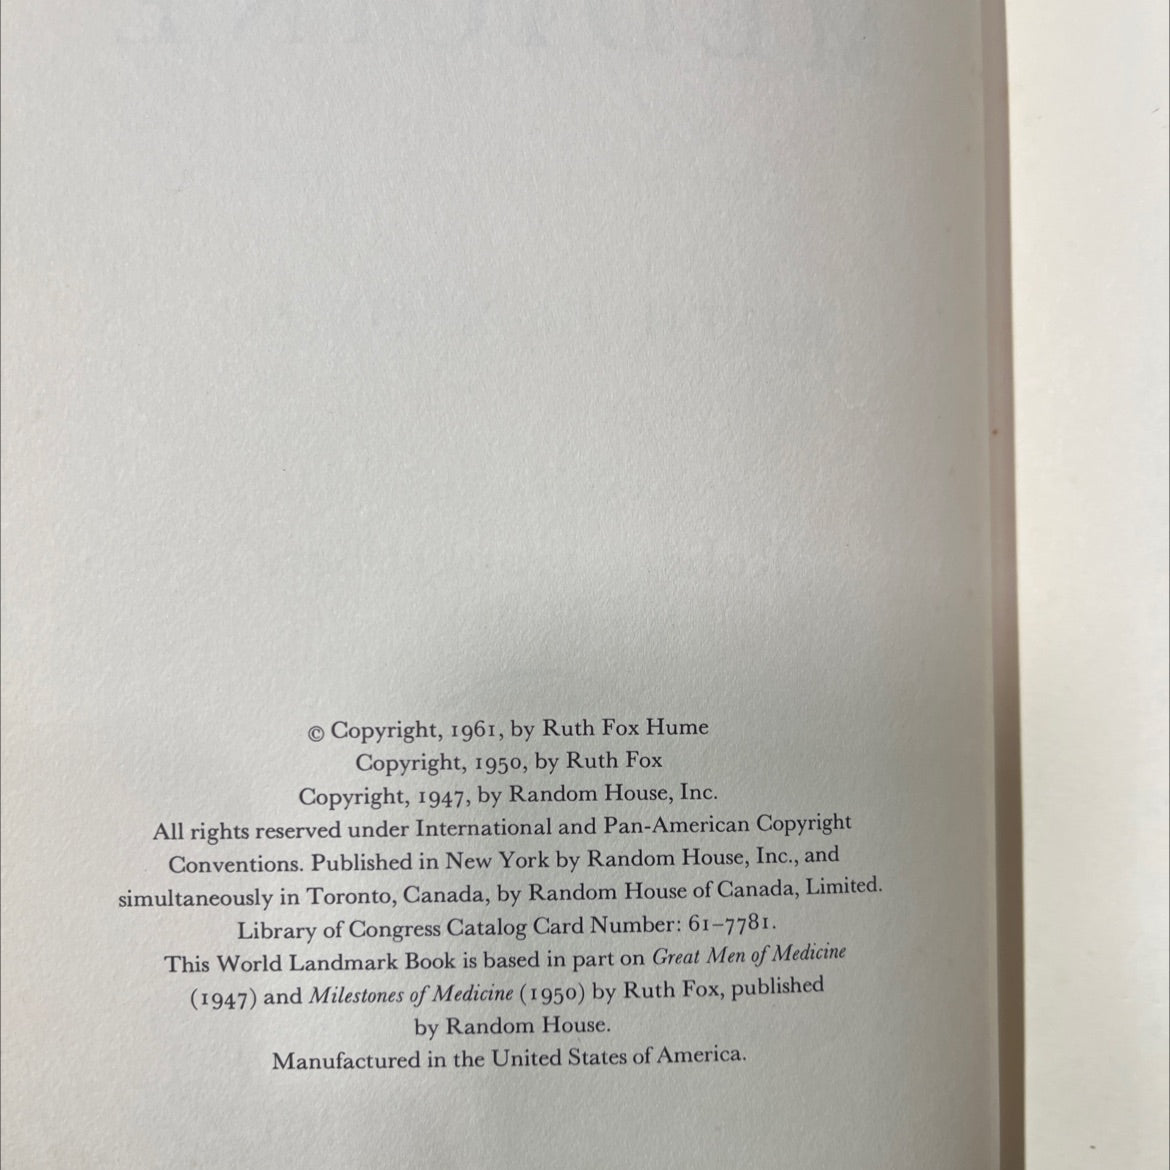 © Copyright, 1961, by Ruth Fox Hume
Copyright, 1950, by Ruth Fox
Copyright, 1947, by Random House, Inc.
All rights reserved under International and Pan-American Copyright
Conventions. Published in New York by Random House, Inc., and
simultaneously in Toronto, Canada, by Random House of Canada, Limited.
Library of Congress Catalog Card Number: 61–7781.
This World Landmark Book is based in part on Great Men of Medicine
(1947) and Milestones of Medicine (1950) by Ruth Fox, published
by Random House.
Manufactured in the United States of America.